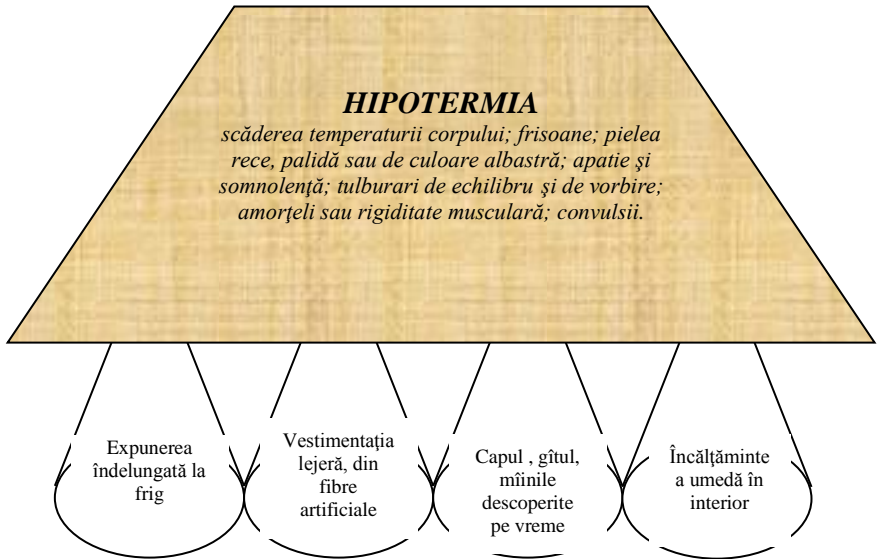 HIPOTERMIA
scăderea temperaturii corpului; frisoane; pielea
rece, palidă sau de culoare albastră; apatie şi
somnolenţă; tulburari de echilibru şi de vorbire;
amorţeli sau rigiditate musculară; convulsii.
Expunerea
îndelungată la
frig
Vestimentaţia
lejeră, din
fibre
artificiale
Capul , gîtul,
mîinile
descoperite
pe vreme
Încălţăminte
a umedă în
interior